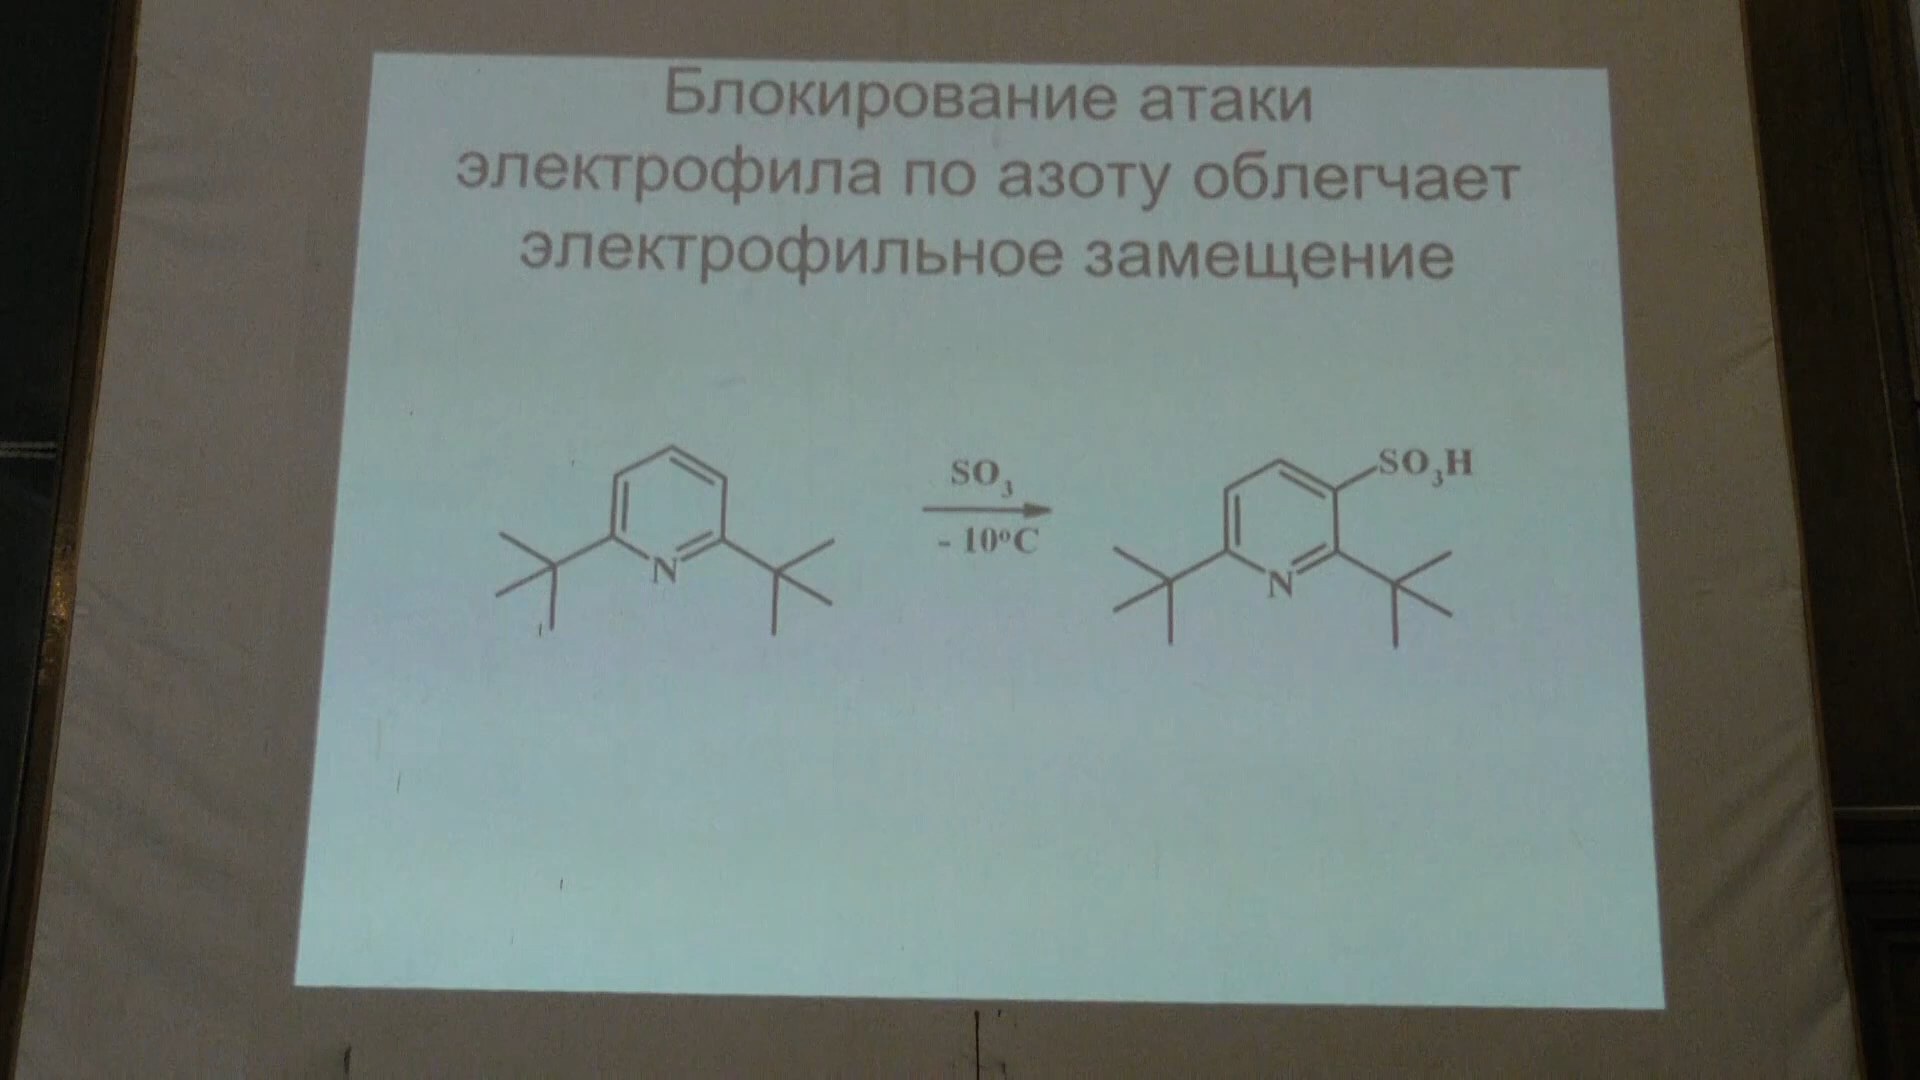 Блокирование атаки
электрофила по азоту облегчает
электрофильное замещение
SO₃
- 10ᵒC
N
SO₃H
N